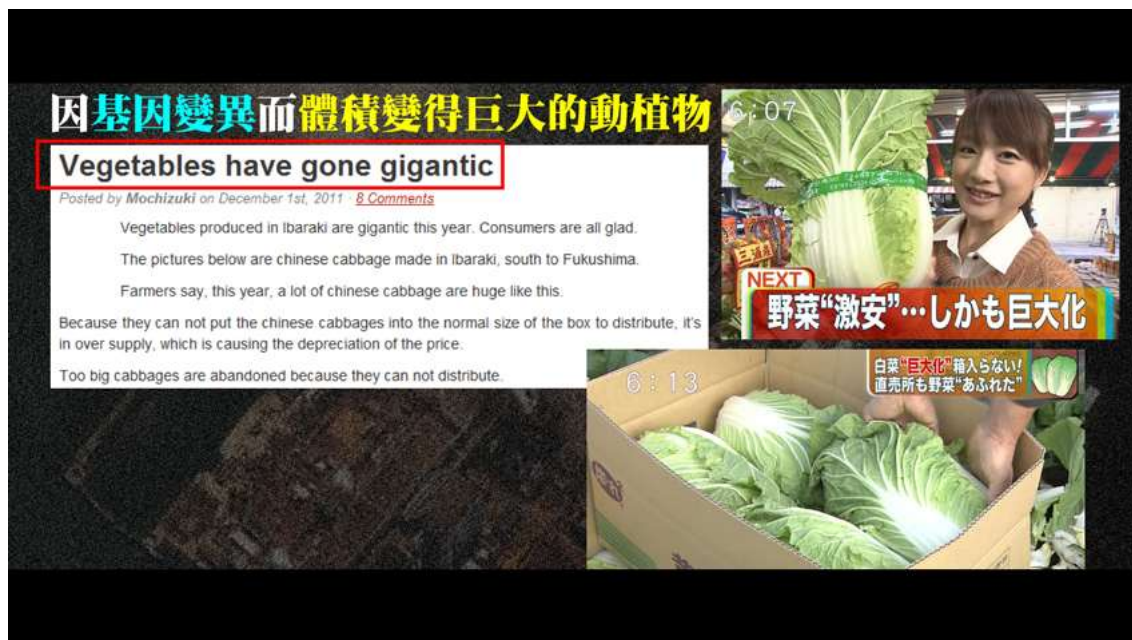 因基因變異而體積變得巨大的動植物
Vegetables have gone gigantic
Posted by Mochizuki on December 1st, 2011 · 8 Comments
Vegetables produced in Ibaraki are gigantic this year. Consumers are all glad.
The pictures below are chinese cabbage made in Ibaraki, south to Fukushima.
Farmers say, this year, a lot of chinese cabbage are huge like this.
Because they can not put the chinese cabbages into the normal size of the box to distribute, it's
in over supply, which is causing the depreciation of the price.
Too big cabbages are abandoned because they can not distribute.
6:07
三浦産
NEXT
野菜“激安”…しかも巨大化
6:13
白菜“巨大化”箱入らない!
直売所も野菜“あふれた”